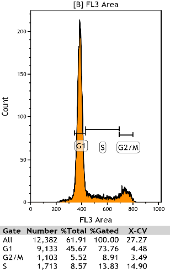 [B] FL3 Area
200
150
Count
100
50
0
G1
S
G2/M
0
200
400
600
800
1,000
FL3 Area
Gate Number %Total %Gated X-CV
All 12,382 61.91 100.00 27.27
G1 9,133 45.67 73.76 4.48
G2/M 1,103 5.52 8.91 3.49
S 1,713 8.57 13.83 14.90